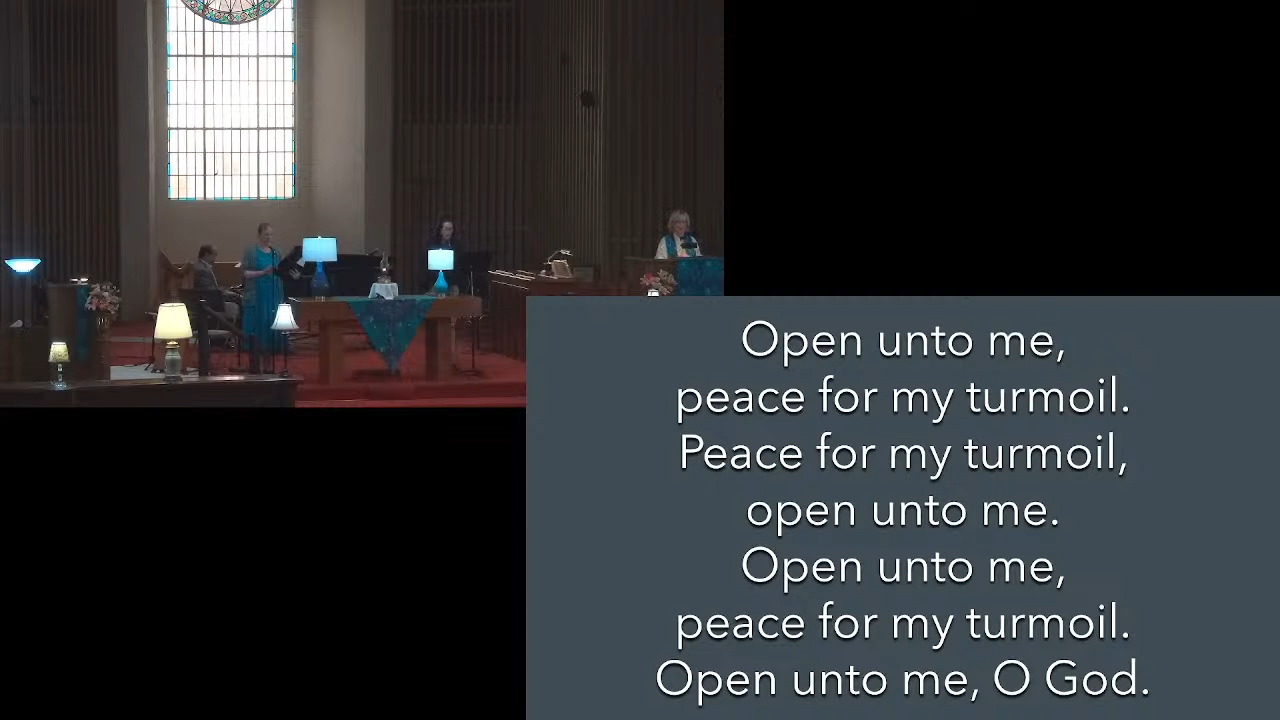 Open unto me,
peace for my turmoil.
Peace for my turmoil,
open unto me.
Open unto me,
peace for my turmoil.
Open unto me, O God.